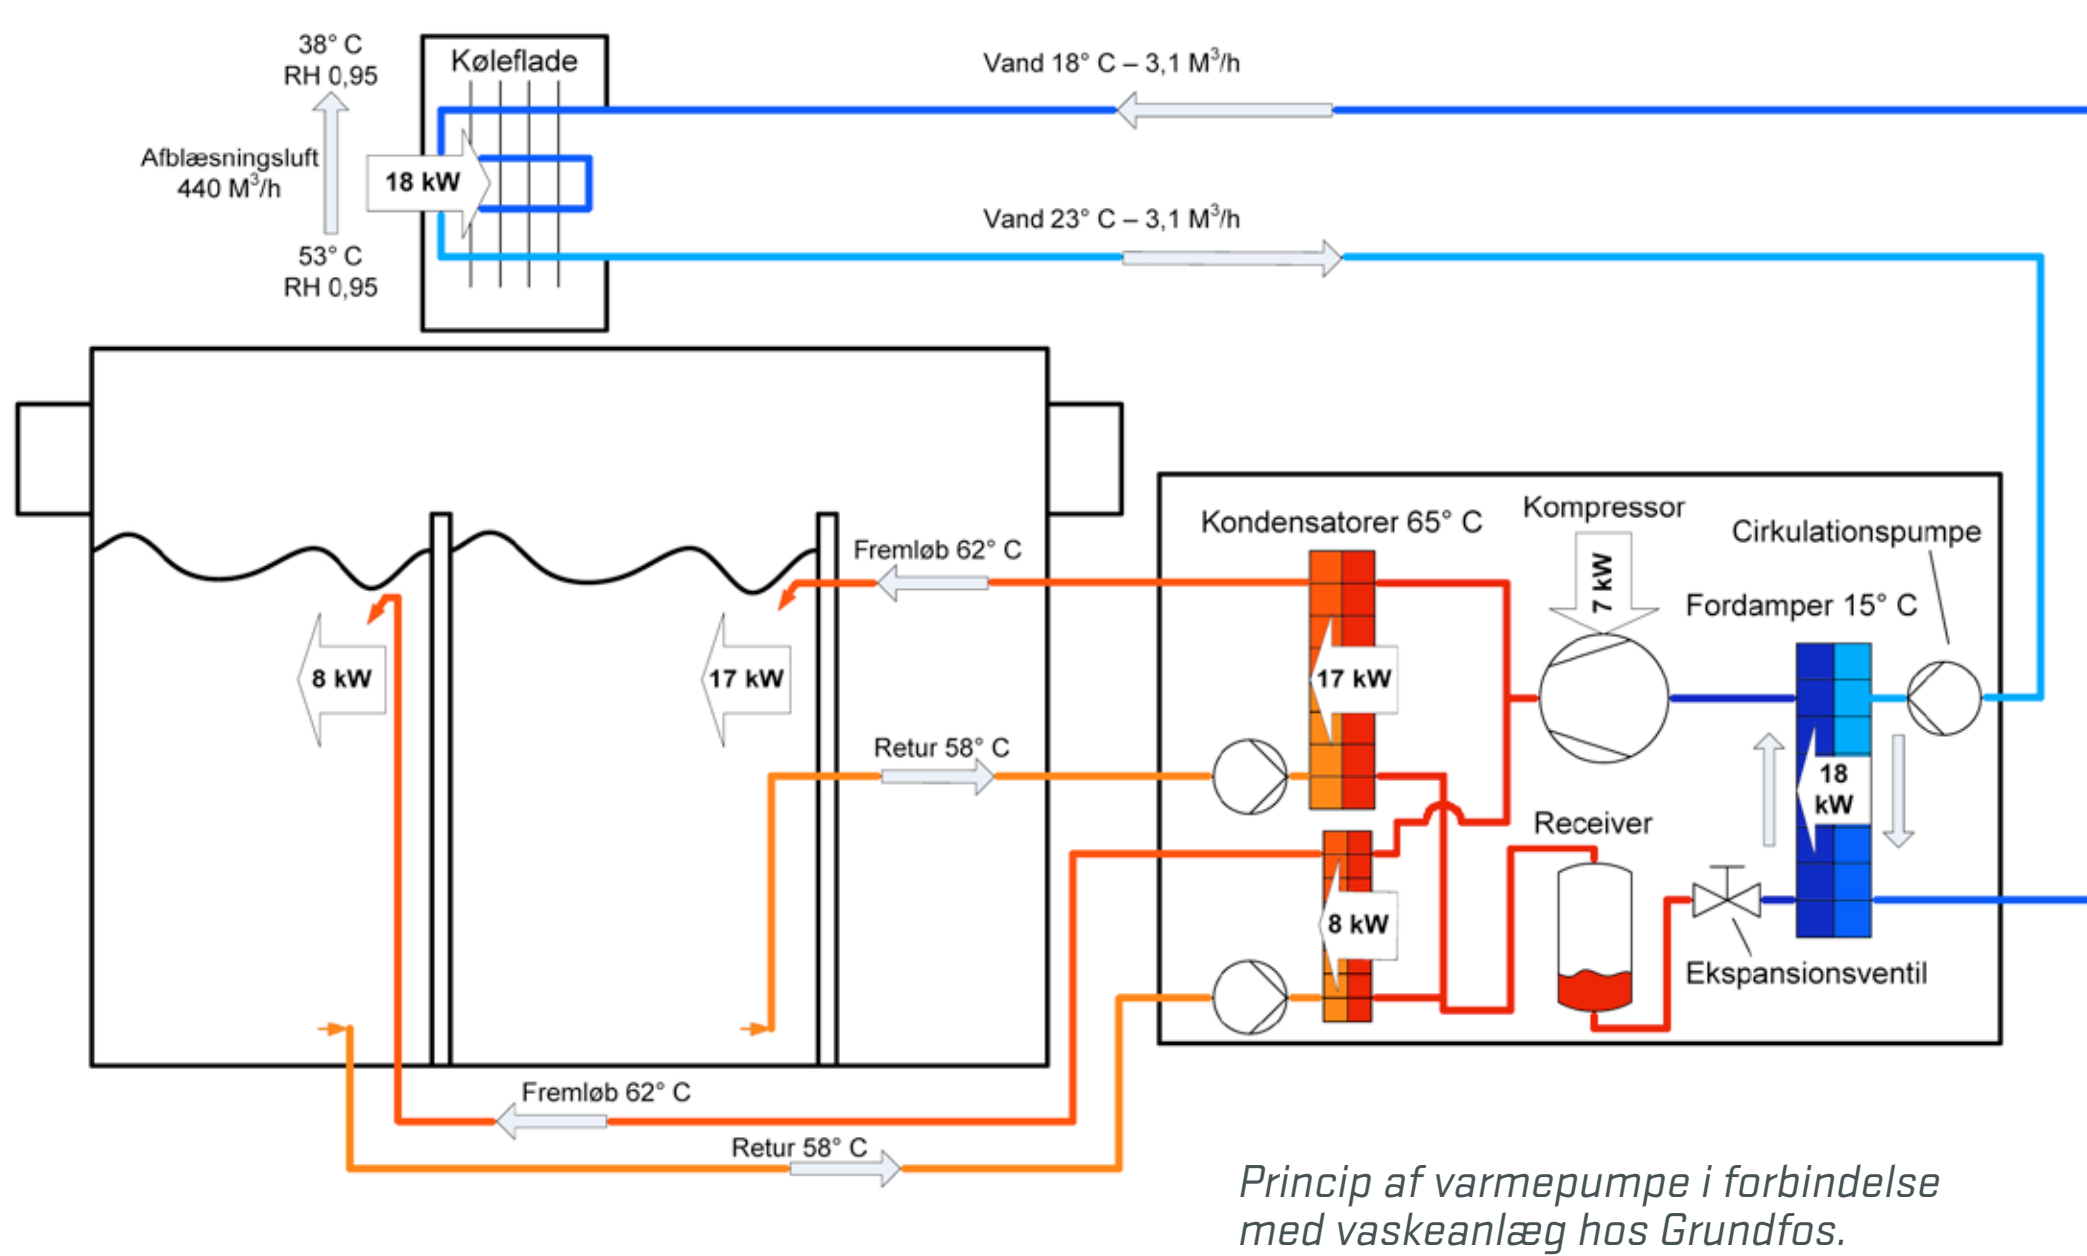 38° C
RH 0,95
Køleflade
Vand 18° C – 3,1 M³/h
Afblæsningsluft
440 M³/h
18 kW
Vand 23° C – 3,1 M³/h
53° C
RH 0,95
Kondensatorer 65° C
Kompressor
7 kW
Cirkulationspumpe
Fordamper 15° C
Fremløb 62° C
8 kW
17 kW
17 kW
Retur 58° C
18
kW
Receiver
8 kW
Ekspansionsventil
Fremløb 62° C
Retur 58° C
Princip af varmepumpe i forbindelse
med vaskeanlæg hos Grundfos.